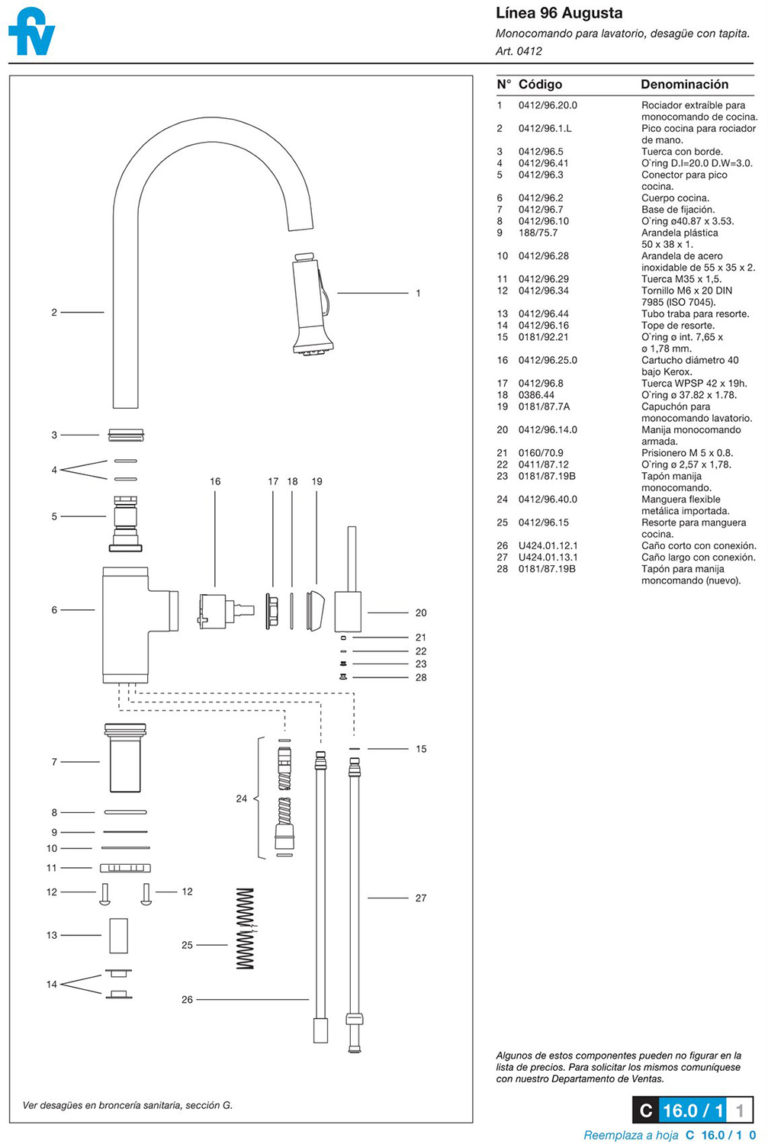 fv
Línea 96 Augusta
Monocomando para lavatorio, desagüe con tapita.
Art. 0412
N° Código Denominación
1 0412/96.20.0 Rociador extraíble para
monocomando de cocina.
2 0412/96.1.L Pico cocina para rociador
de mano.
3 0412/96.5 Tuerca con borde.
4 0412/96.41 O`ring D.I=20.0 D.W=3.0.
5 0412/96.3 Conector para pico
cocina.
6 0412/96.2 Cuerpo cocina.
7 0412/96.7 Base de fijación.
8 0412/96.10 O`ring ø40.87 x 3.53.
9 188/75.7 Arandela plástica
50 x 38 x 1.
10 0412/96.28 Arandela de acero
inoxidable de 55 x 35 x 2.
11 0412/96.29 Tuerca M35 x 1,5.
12 0412/96.34 Tornillo M6 x 20 DIN
7985 (ISO 7045).
13 0412/96.44 Tubo traba para resorte.
14 0412/96.16 Tope de resorte.
15 0181/92.21 O`ring ø int. 7,65 x
ø 1,78 mm.
16 0412/96.25.0 Cartucho diámetro 40
bajo Kerox.
17 0412/96.8 Tuerca WPSP 42 x 19h.
18 0386.44 O`ring ø 37.82 x 1.78.
19 0181/87.7A Capuchón para
monocomando lavatorio.
20 0412/96.14.0 Manija monocomando
armada.
21 0160/70.9 Prisionero M 5 x 0.8.
22 0411/87.12 O`ring ø 2,57 x 1,78.
23 0181/87.19B Tapón manija
monocomando.
24 0412/96.40.0 Manguera flexible
metálica importada.
25 0412/96.15 Resorte para manguera
cocina.
26 U424.01.12.1 Caño corto con conexión.
27 U424.01.13.1 Caño largo con conexión.
28 0181/87.19B Tapón para manija
moncomando (nuevo).
1
2
3
4
16 17 18 19
5
6
20
21
22
23
28
15
7
24
8
9
10
11
12 12
27
13
25
14
26
Algunos de estos componentes pueden no figurar en la
lista de precios. Para solicitar los mismos comuníquese
con nuestro Departamento de Ventas.
Ver desagües en broncería sanitaria, sección G.
C 16.0 / 1 1
Reemplaza a hoja C 16.0 / 1 0